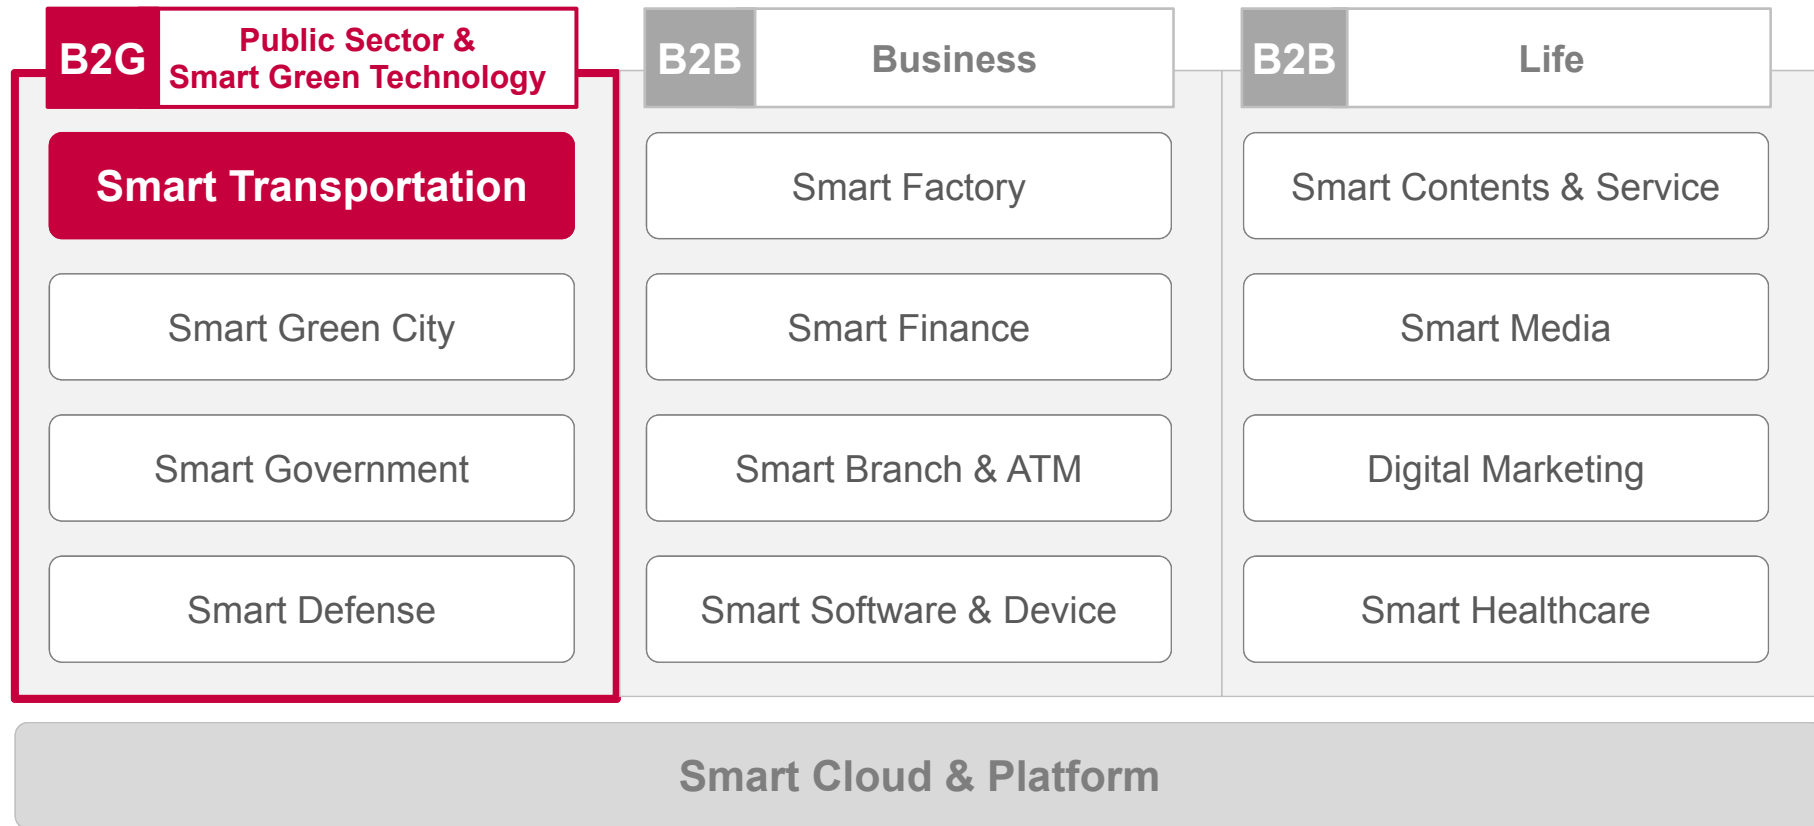 B2G
Public Sector &
Smart Green Technology
Smart Transportation
Smart Green City
Smart Government
Smart Defense
B2B
Business
Smart Factory
Smart Finance
Smart Branch & ATM
Smart Software & Device
B2B
Life
Smart Contents & Service
Smart Media
Digital Marketing
Smart Healthcare
Smart Cloud & Platform